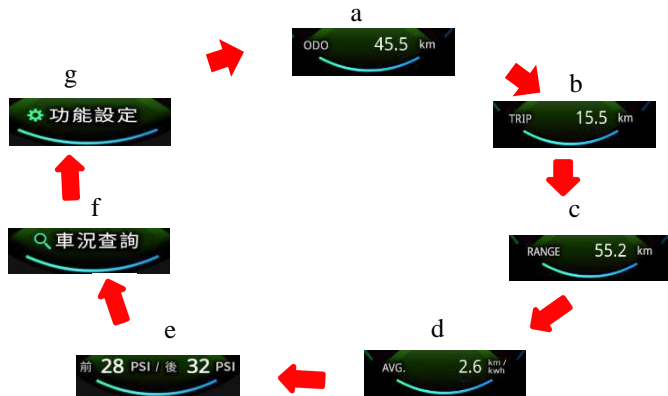 a
ODO 45.5 km
b
TRIP 15.5 km
c
RANGE 55.2 km
d
AVG. 2.6 km/kwh
e
前 28 PSI / 後 32 PSI
f
車況查詢
g
功能設定